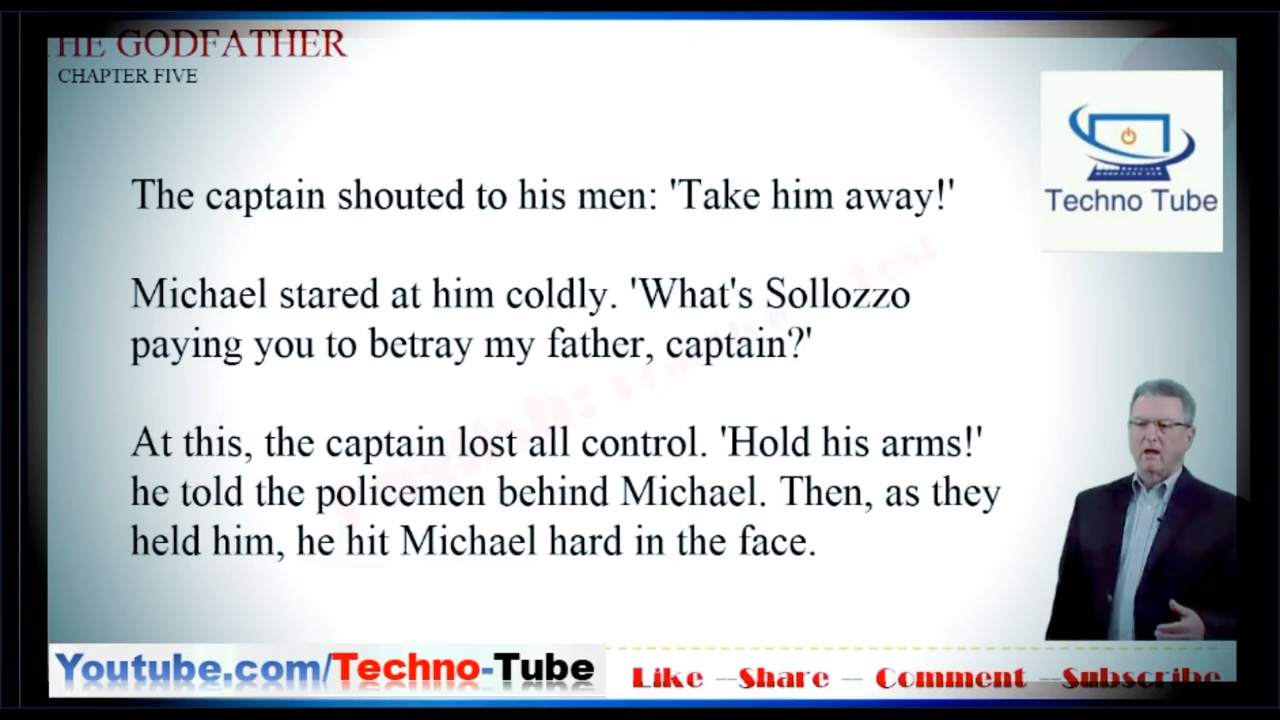 THE GODFATHER
CHAPTER FIVE
Techno Tube
The captain shouted to his men: 'Take him away!'
Michael stared at him coldly. 'What's Sollozzo
paying you to betray my father, captain?'
At this, the captain lost all control. 'Hold his arms!'
he told the policemen behind Michael. Then, as they
held him, he hit Michael hard in the face.
Youtube.com/Techno-Tube
Like –Share – Comment –Subscribe